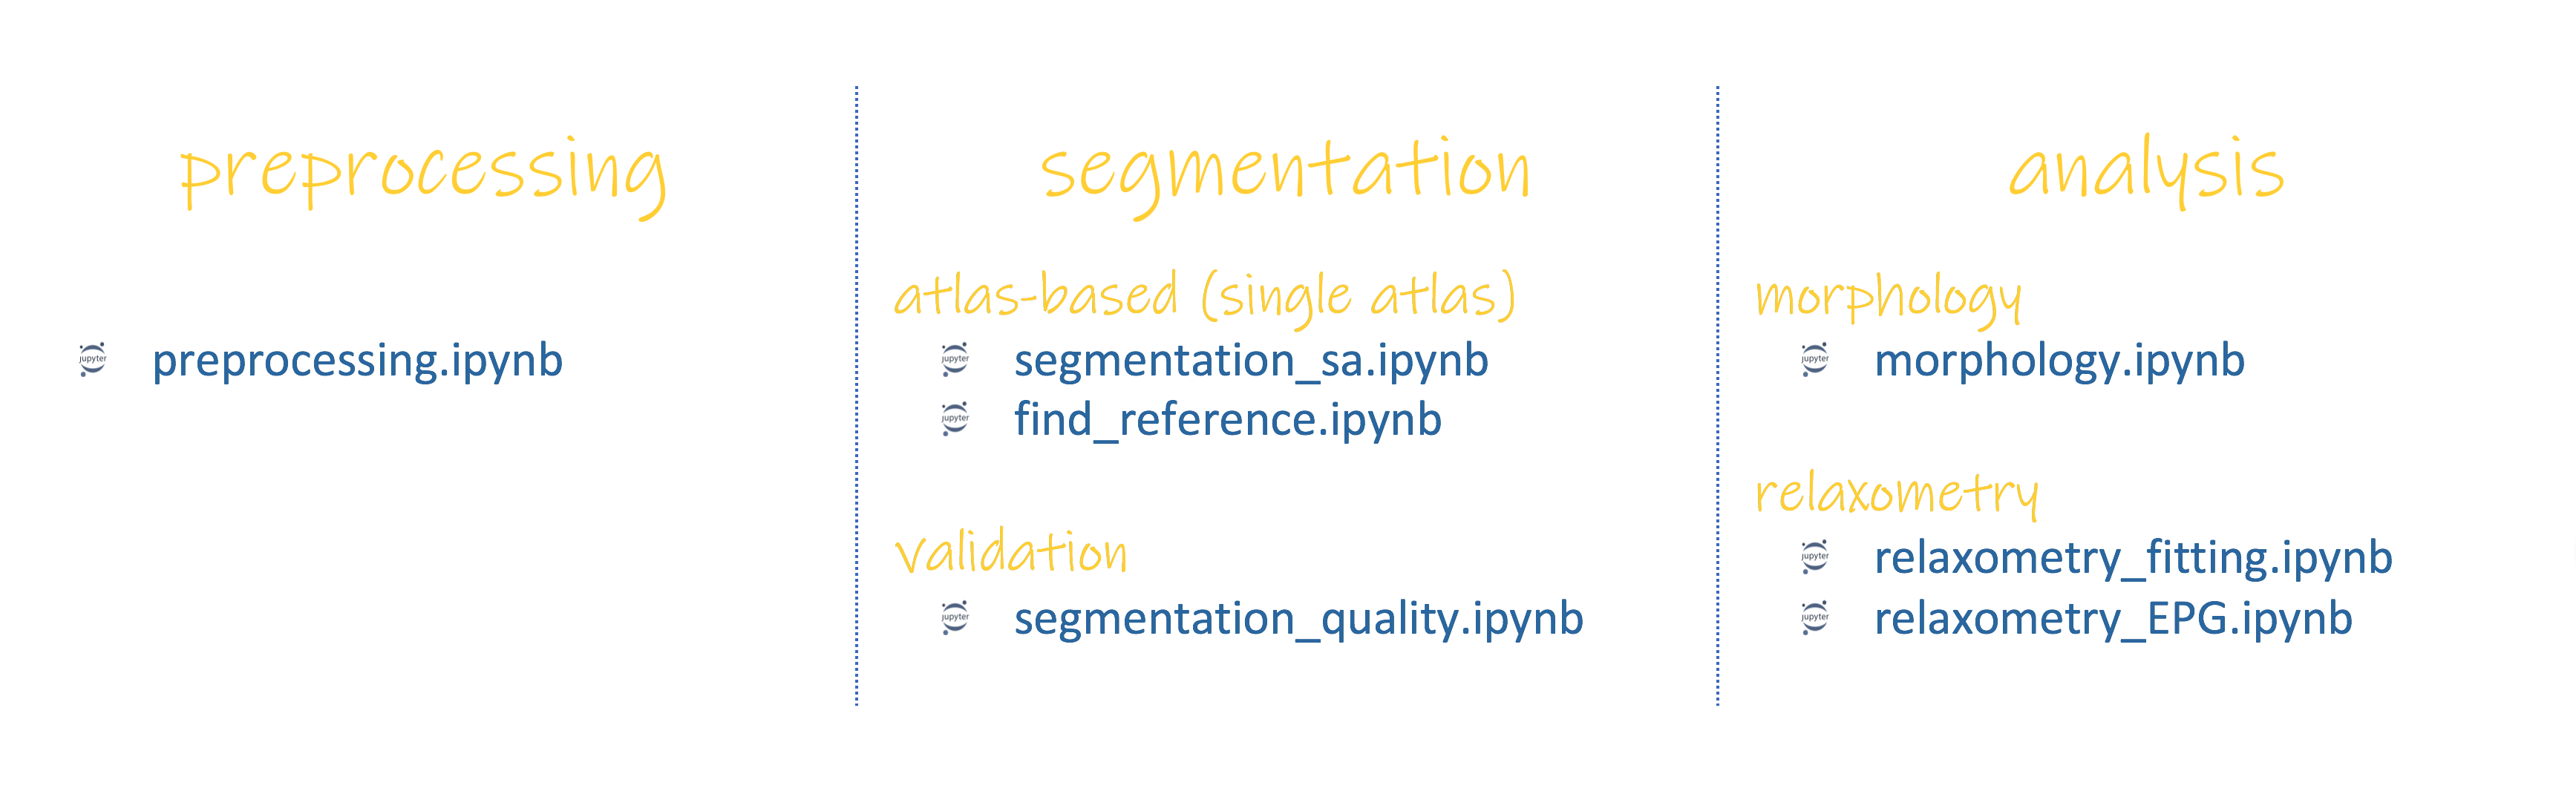 preprocessing
jupyter preprocessing.ipynb
segmentation
atlas-based (single atlas)
jupyter segmentation_sa.ipynb
jupyter find_reference.ipynb
validation
jupyter segmentation_quality.ipynb
analysis
morphology
jupyter morphology.ipynb
relaxometry
jupyter relaxometry_fitting.ipynb
jupyter relaxometry_EPG.ipynb